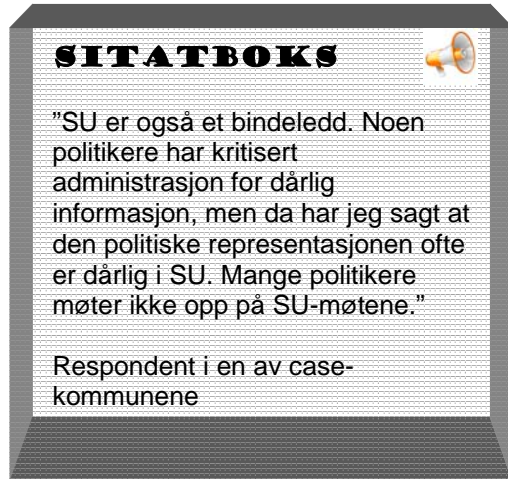 SITATBOKS
”SU er også et bindeledd. Noen
politikere har kritisert
administrasjon for dårlig
informasjon, men da har jeg sagt at
den politiske representasjonen ofte
er dårlig i SU. Mange politikere
møter ikke opp på SU-møtene.”
Respondent i en av case-
kommunene